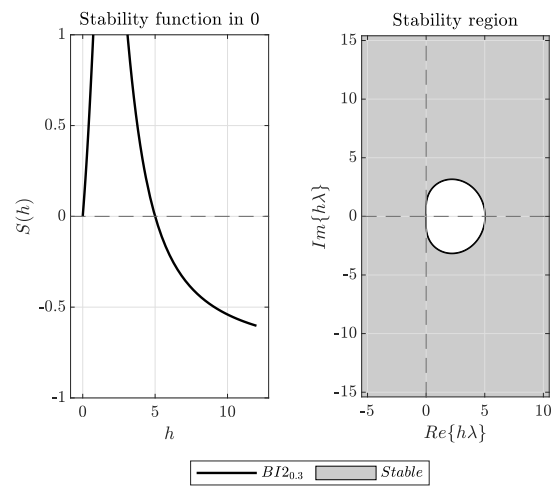 Stability function in 0
S(h)
1
0.5
0
-0.5
-1
0 5 10
h
Stability region
Im{hλ}
15
10
5
0
-5
-10
-15
-5 0 5 10
Re{hλ}
BI2₀.₃ Stable